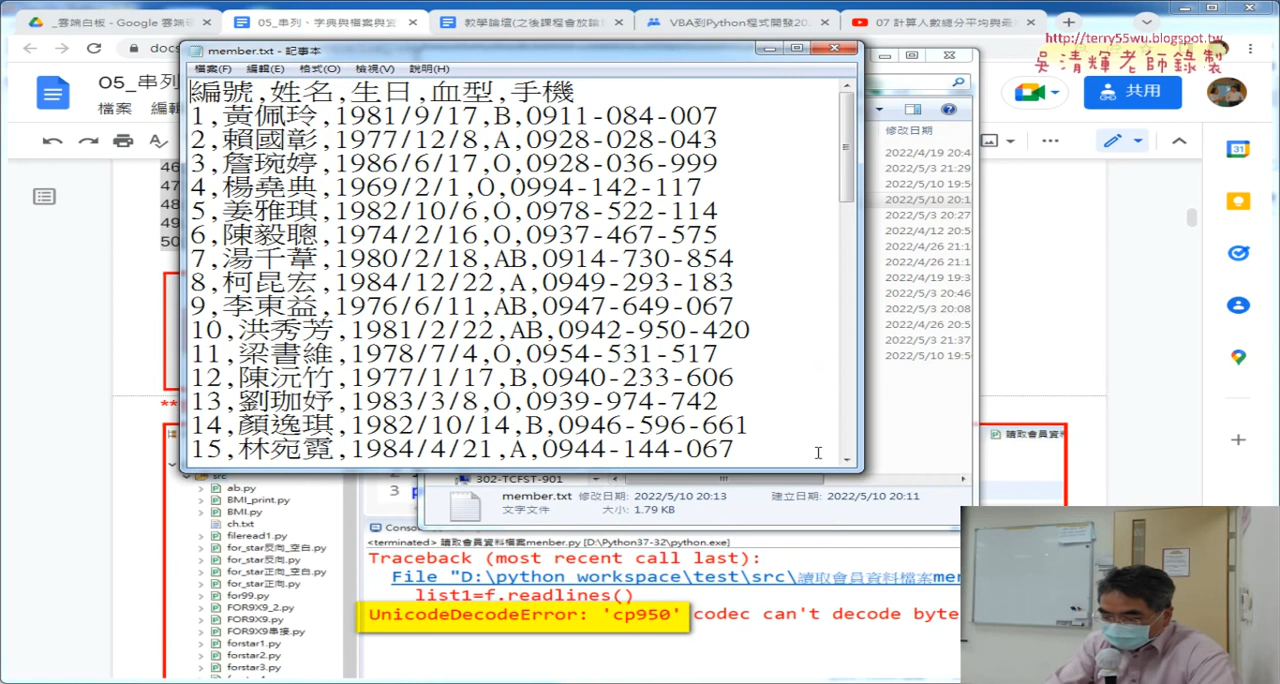 _雲端白板 - Google 雲端硬
05_串列、字典與檔案與資
教學論壇(之後課程會放論
VBA到Python程式開發20
07 計算人數總分平均與最
http://terry55wu.blogspot.tw
吳清輝老師錄製
docs
05_串
檔案
編輯
共用
member.txt - 記事本
檔案(F) 編輯(E) 格式(O) 檢視(V) 說明(H)
編號,姓名,生日,血型,手機
1,黃佩玲,1981/9/17,B,0911-084-007
2,賴國彰,1977/12/8,A,0928-028-043
3,詹琬婷,1986/6/17,O,0928-036-999
4,楊堯典,1969/2/1,O,0994-142-117
5,姜雅琪,1982/10/6,O,0978-522-114
6,陳毅聰,1974/2/16,O,0937-467-575
7,湯千葦,1980/2/18,AB,0914-730-854
8,柯昆宏,1984/12/22,A,0949-293-183
9,李東益,1976/6/11,AB,0947-649-067
10,洪秀芳,1981/2/22,AB,0942-950-420
11,梁書維,1978/7/4,O,0954-531-517
12,陳沅竹,1977/1/17,B,0940-233-606
13,劉珈妤,1983/3/8,O,0939-974-742
14,顏逸琪,1982/10/14,B,0946-596-661
15,林宛霓,1984/4/21,A,0944-144-067
修改日期
2022/4/19 20:4
2022/5/3 21:29
2022/5/10 19:5
2022/5/10 20:1
2022/5/3 20:27
2022/4/12 20:5
2022/4/26 21:1
2022/4/26 21:1
2022/4/19 19:3
2022/5/3 20:46
2022/5/3 20:08
2022/4/26 20:5
2022/5/3 21:37
2022/5/10 19:5
46
47
48
49
50
**
讀取會員資料
302-TCFST-901
member.txt 修改日期: 2022/5/10 20:13 建立日期: 2022/5/10 20:11
文字文件 大小: 1.79 KB
3
src
ab.py
BMI_print.py
BMI.py
ch.txt
fileread1.py
for_star反向_空白.py
for_star反向.py
for_star正向_空白.py
for_star正向.py
for99.py
FOR9X9_2.py
FOR9X9.py
FOR9X9串接.py
forstar1.py
forstar2.py
forstar3.py
Conso
<terminated> 讀取會員資料檔案menber.py [D:\Python37-32\python.exe]
Traceback (most recent call last):
File "D:\python workspace\test\src\讀取會員資料檔案me
list1=f.readlines()
UnicodeDecodeError: 'cp950' codec can't decode byte
31